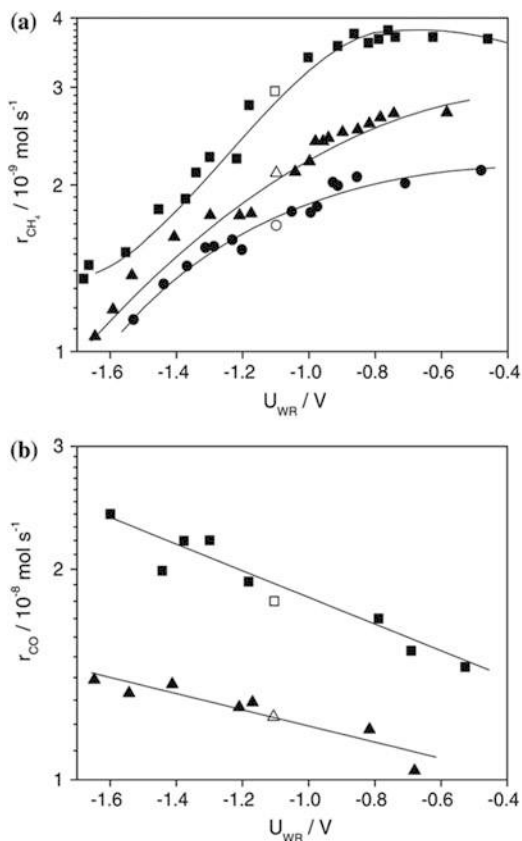 (a)
4
3
2
1
r_CH₄ / 10⁻⁹ mol s⁻¹
-1.6 -1.4 -1.2 -1.0 -0.8 -0.6 -0.4
U_WR / V
(b)
3
2
1
r_CO / 10⁻⁸ mol s⁻¹
-1.6 -1.4 -1.2 -1.0 -0.8 -0.6 -0.4
U_WR / V